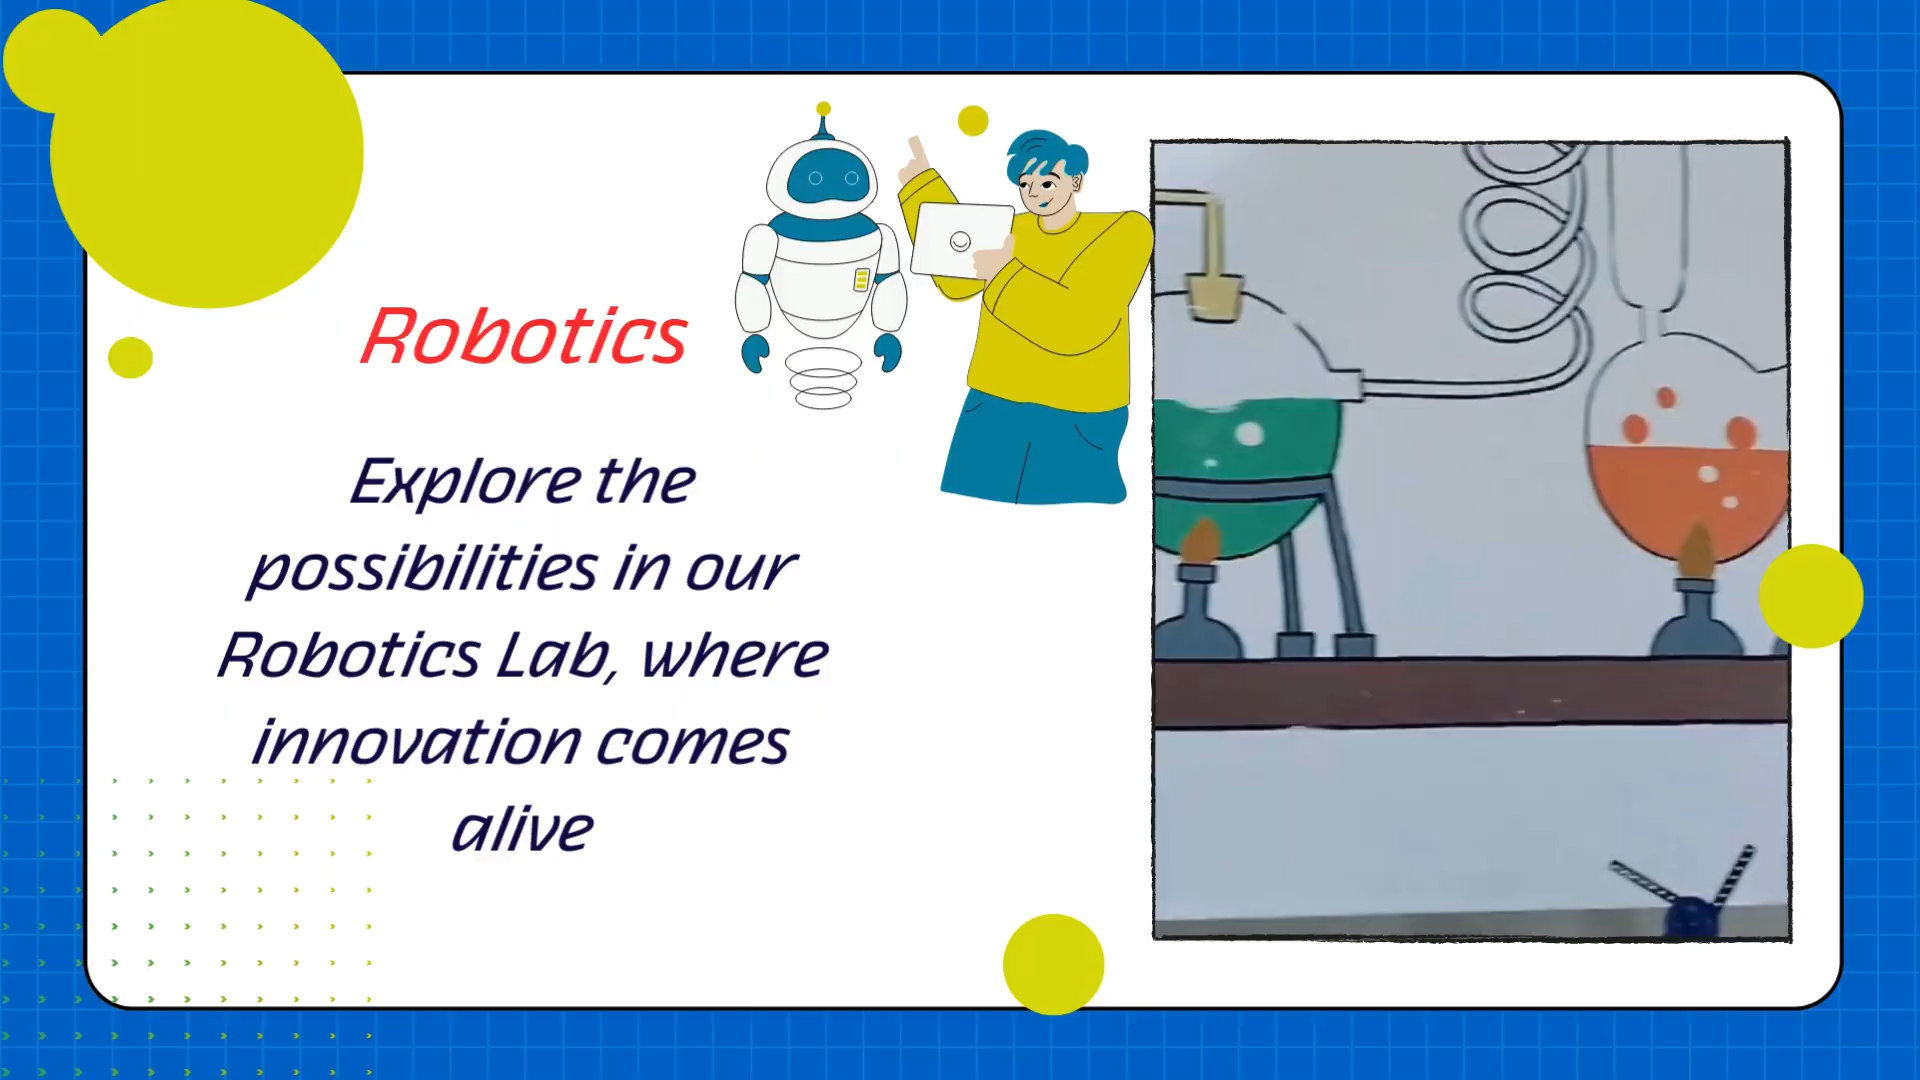 Robotics
Explore the
possibilities in our
Robotics Lab, where
innovation comes
alive